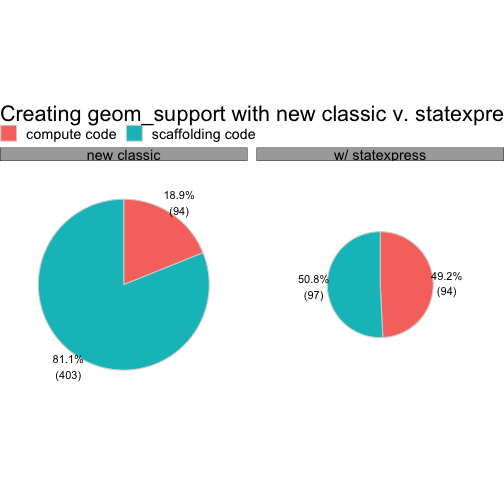 Creating geom_support with new classic v. statexpre
compute code scaffolding code
new classic
18.9%
(94)
81.1%
(403)
w/ statexpress
50.8%
(97)
49.2%
(94)